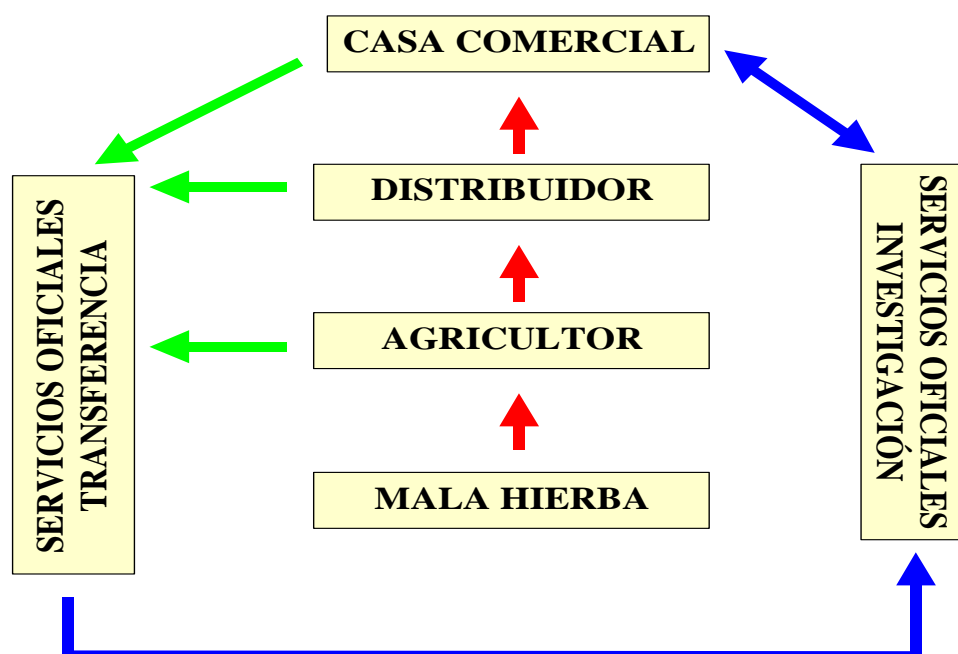 CASA COMERCIAL
DISTRIBUIDOR
AGRICULTOR
MALA HIERBA
SERVICIOS OFICIALES
TRANSFERENCIA
SERVICIOS OFICIALES
INVESTIGACIÓN